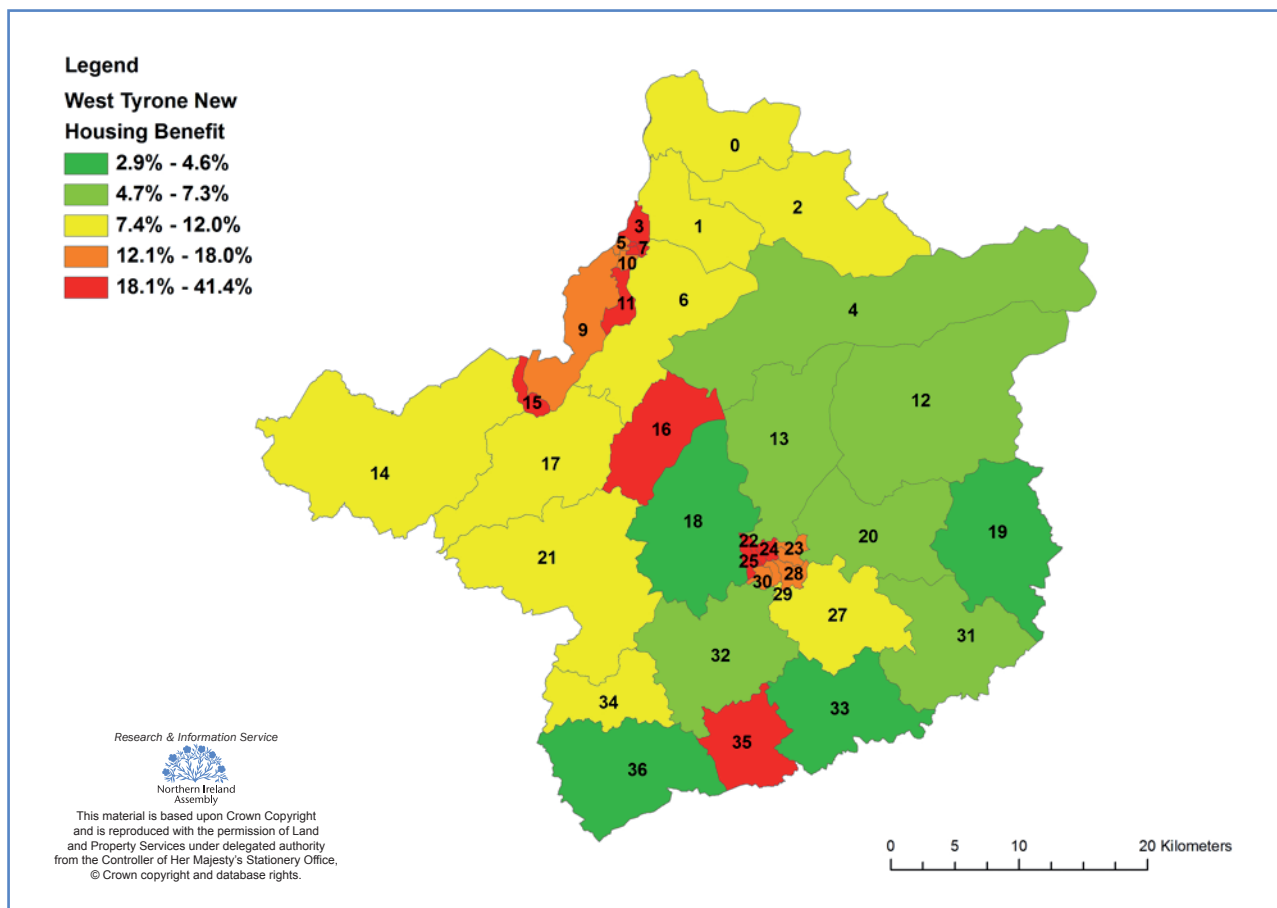 Legend
West Tyrone New
Housing Benefit
2.9% - 4.6%
4.7% - 7.3%
7.4% - 12.0%
12.1% - 18.0%
18.1% - 41.4%
0
2
1
3
5
7
10
6
11
4
9
12
15
16
13
17
14
18
19
20
21
22
24
23
25
28
30
29
27
31
32
34
33
35
36
Research & Information Service
Northern Ireland
Assembly
This material is based upon Crown Copyright
and is reproduced with the permission of Land
and Property Services under delegated authority
from the Controller of Her Majesty's Stationery Office,
© Crown copyright and database rights.
0 5 10 20 Kilometers